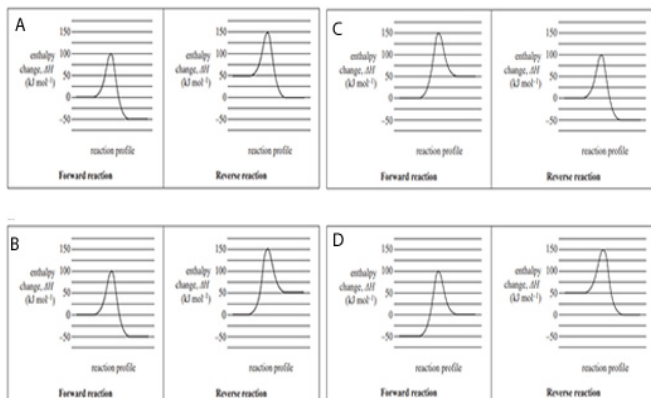 A
150
100
50
0
−50
enthalpy
change, ΔH
(kJ mol⁻¹)
reaction profile
Forward reaction
150
100
50
0
−50
enthalpy
change, ΔH
(kJ mol⁻¹)
reaction profile
Reverse reaction
C
150
100
50
0
−50
enthalpy
change, ΔH
(kJ mol⁻¹)
reaction profile
Forward reaction
150
100
50
0
−50
enthalpy
change, ΔH
(kJ mol⁻¹)
reaction profile
Reverse reaction
B
150
100
50
0
−50
enthalpy
change, ΔH
(kJ mol⁻¹)
reaction profile
Forward reaction
150
100
50
0
−50
enthalpy
change, ΔH
(kJ mol⁻¹)
reaction profile
Reverse reaction
D
150
100
50
0
−50
enthalpy
change, ΔH
(kJ mol⁻¹)
reaction profile
Forward reaction
150
100
50
0
−50
enthalpy
change, ΔH
(kJ mol⁻¹)
reaction profile
Reverse reaction